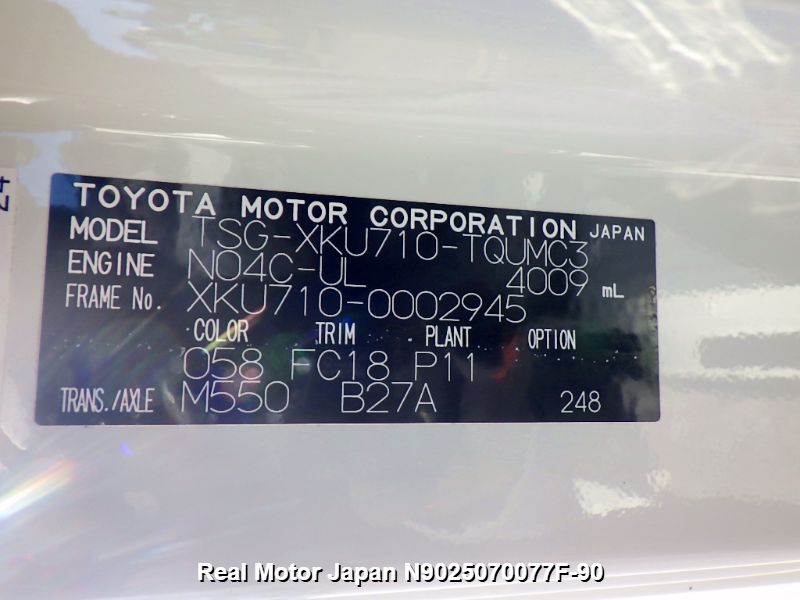 TOYOTA MOTOR CORPORATION JAPAN
MODEL TSG-XKU710-TQUMC3
ENGINE N04C-UL 4009 mL
FRAME No. XKU710-0002945
COLOR TRIM PLANT OPTION
058 FC18 P11
TRANS./AXLE M550 B27A 248
Real Motor Japan N9025070077F-90